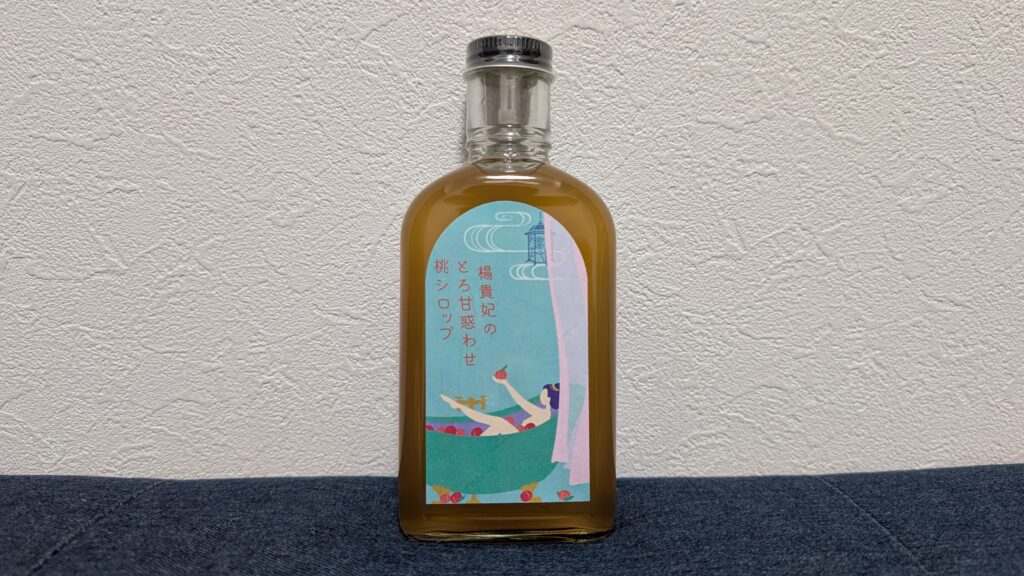 楊貴妃の
とろ甘惑わせ
桃シロップ